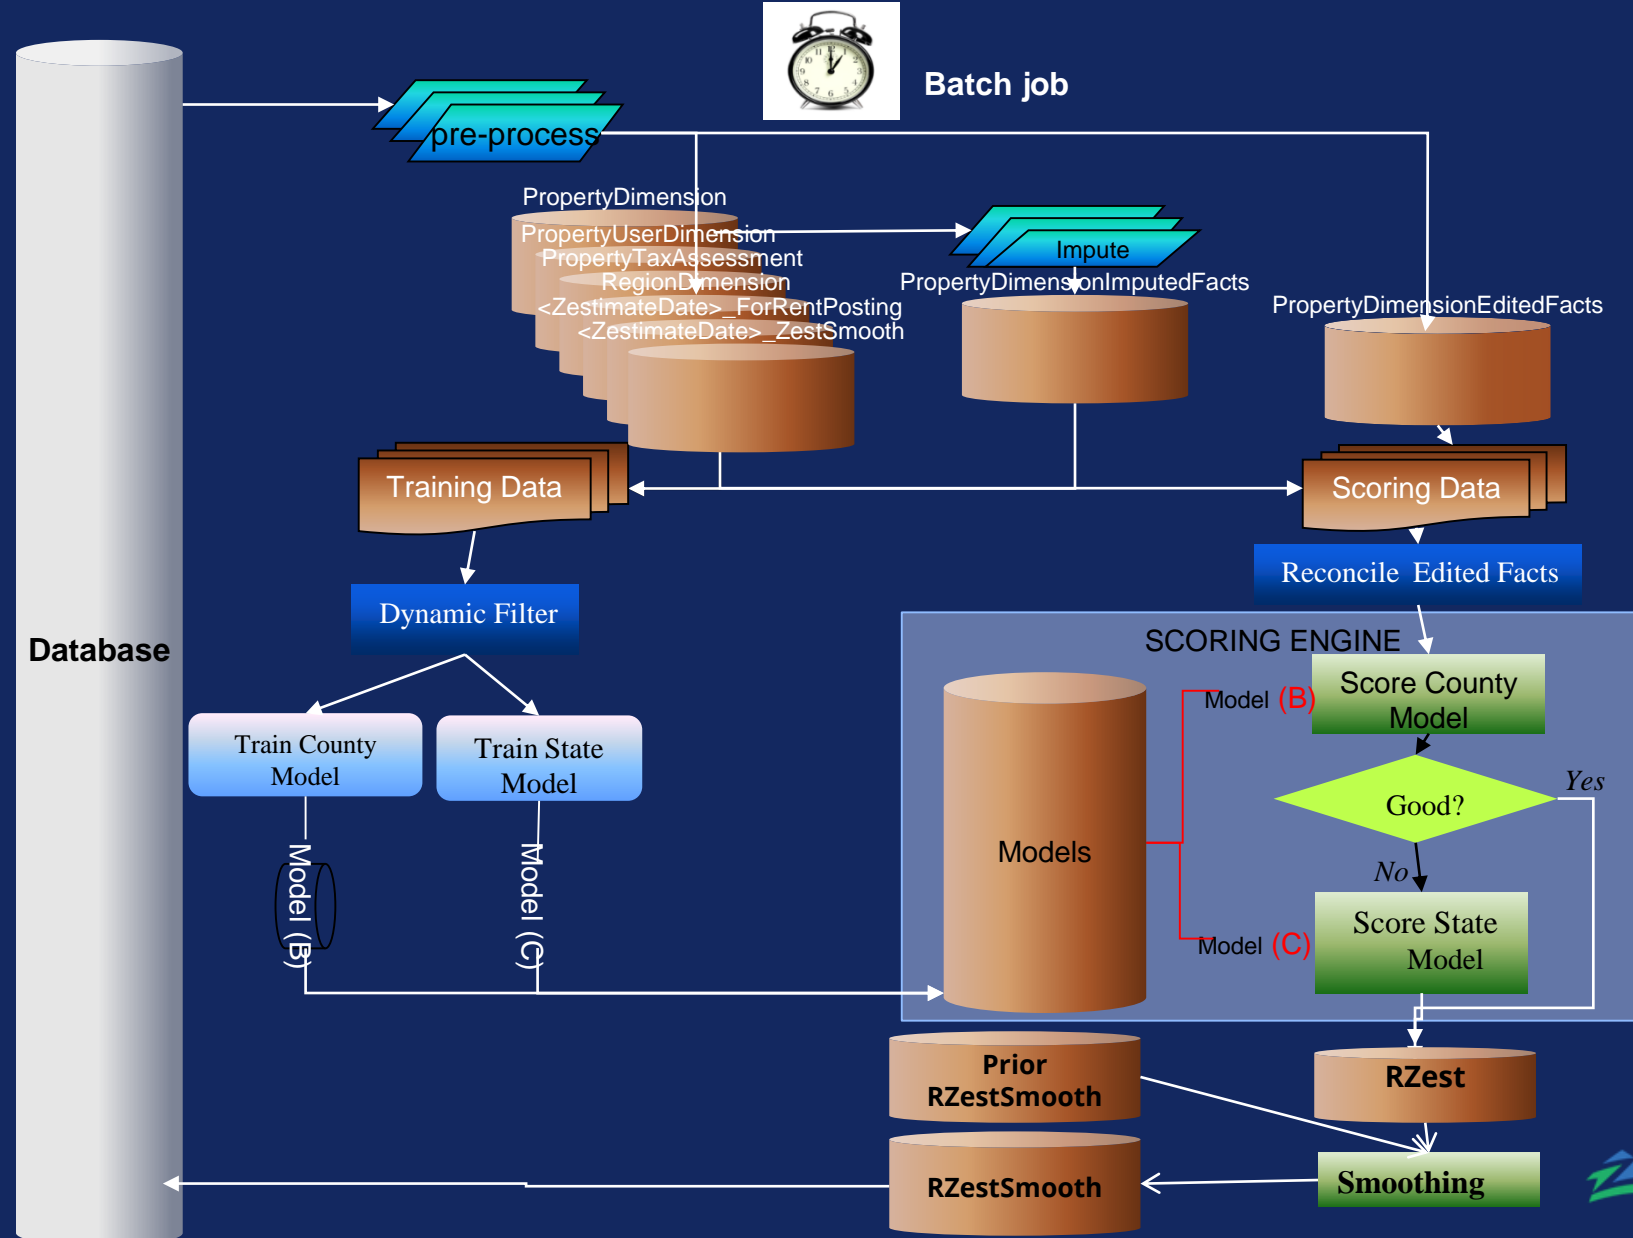 Batch job
pre-process
PropertyDimension
PropertyUserDimension
PropertyTaxAssessment
RegionDimension
<ZestimateDate>_ForRentPosting
<ZestimateDate>_ZestSmooth
Impute
PropertyDimensionImputedFacts
PropertyDimensionEditedFacts
Training Data
Scoring Data
Dynamic Filter
Reconcile Edited Facts
Database
SCORING ENGINE
Train County
Model
Train State
Model
Model (B)
Model (C)
Models
Model (B)
Score County
Model
Good?
Yes
No
Model (C)
Score State
Model
Prior
RZestSmooth
RZest
RZestSmooth
Smoothing